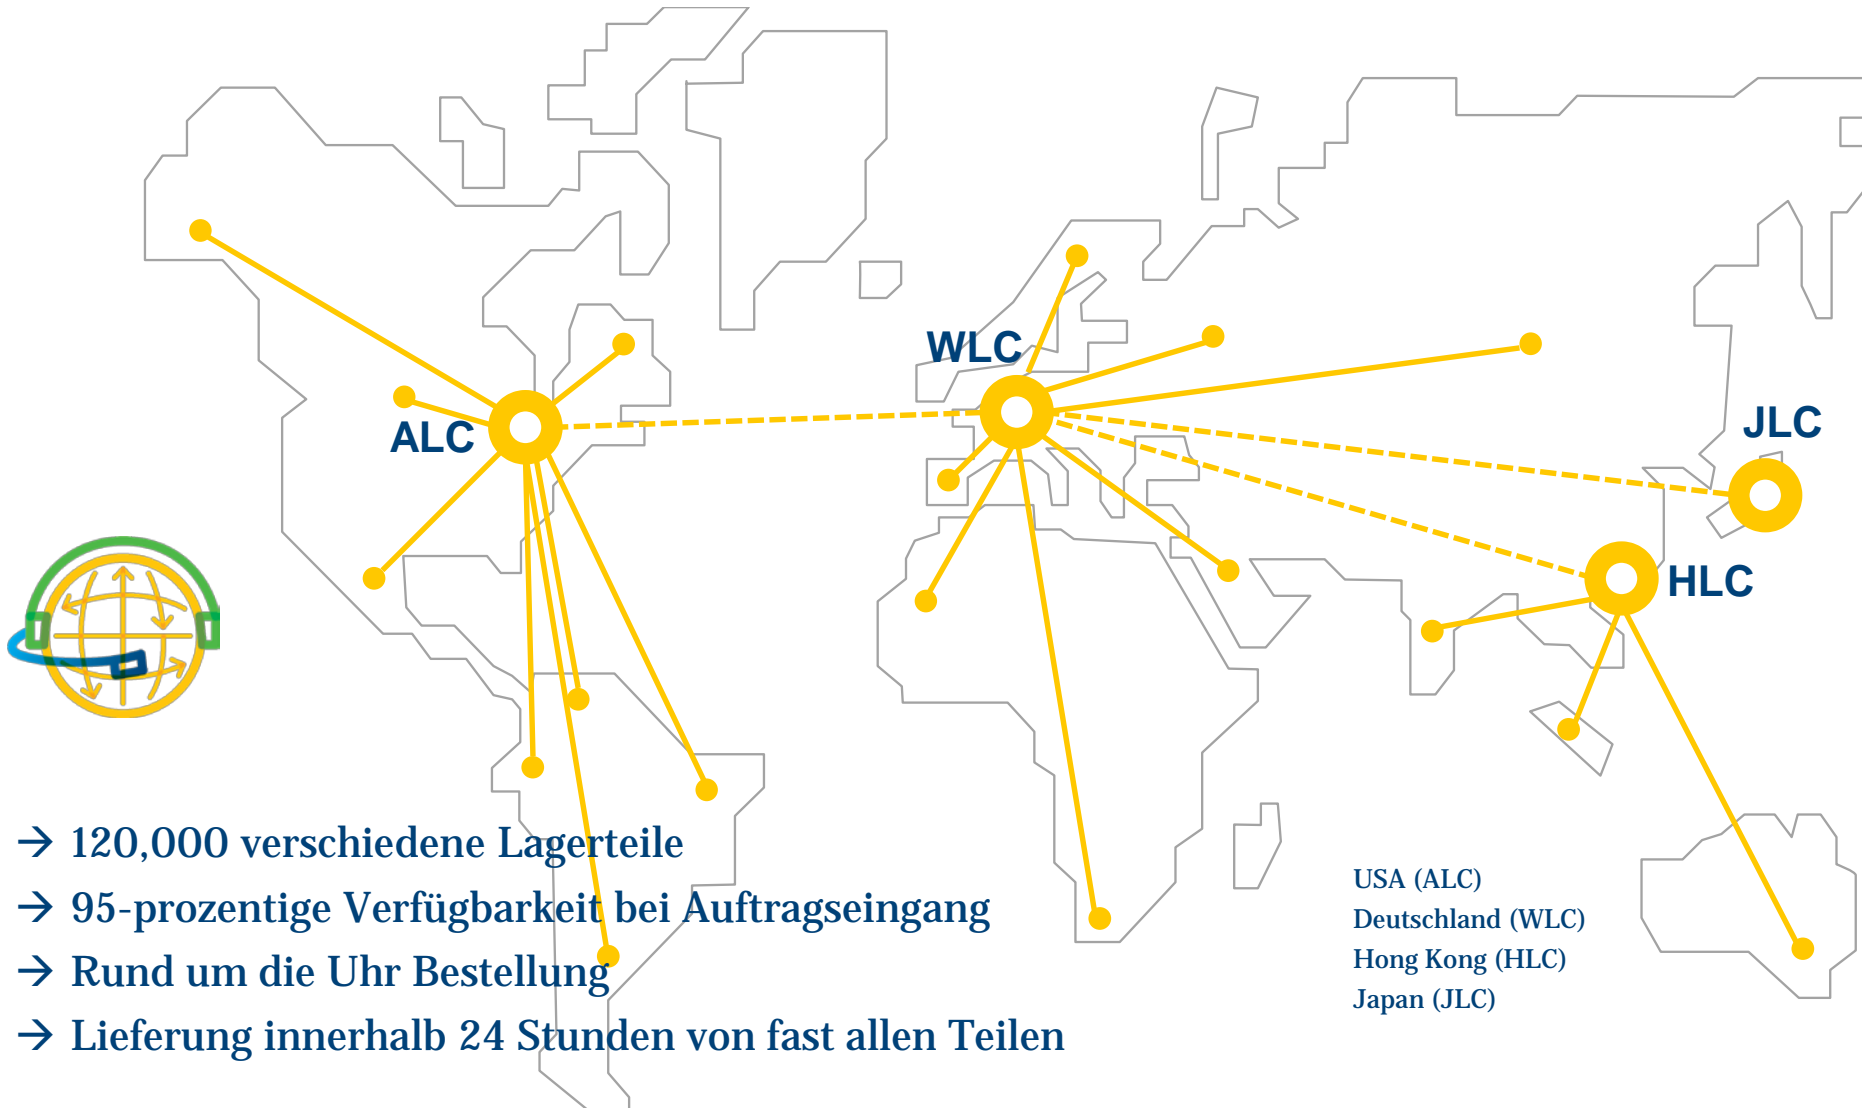 WLC
JLC
ALC
HLC
→ 120,000 verschiedene Lagerteile
→ 95-prozentige Verfügbarkeit bei Auftragseingang
→ Rund um die Uhr Bestellung
→ Lieferung innerhalb 24 Stunden von fast allen Teilen
USA (ALC)
Deutschland (WLC)
Hong Kong (HLC)
Japan (JLC)